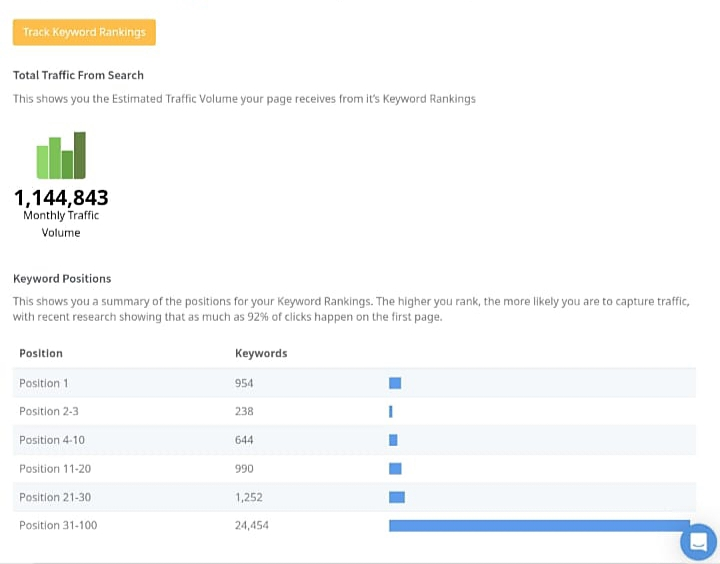 Track Keyword Rankings
Total Traffic From Search
This shows you the Estimated Traffic Volume your page receives from it's Keyword Rankings
1,144,843
Monthly Traffic
Volume
Keyword Positions
This shows you a summary of the positions for your Keyword Rankings. The higher you rank, the more likely you are to capture traffic,
with recent research showing that as much as 92% of clicks happen on the first page.
Position Keywords
Position 1 954
Position 2-3 238
Position 4-10 644
Position 11-20 990
Position 21-30 1,252
Position 31-100 24,454